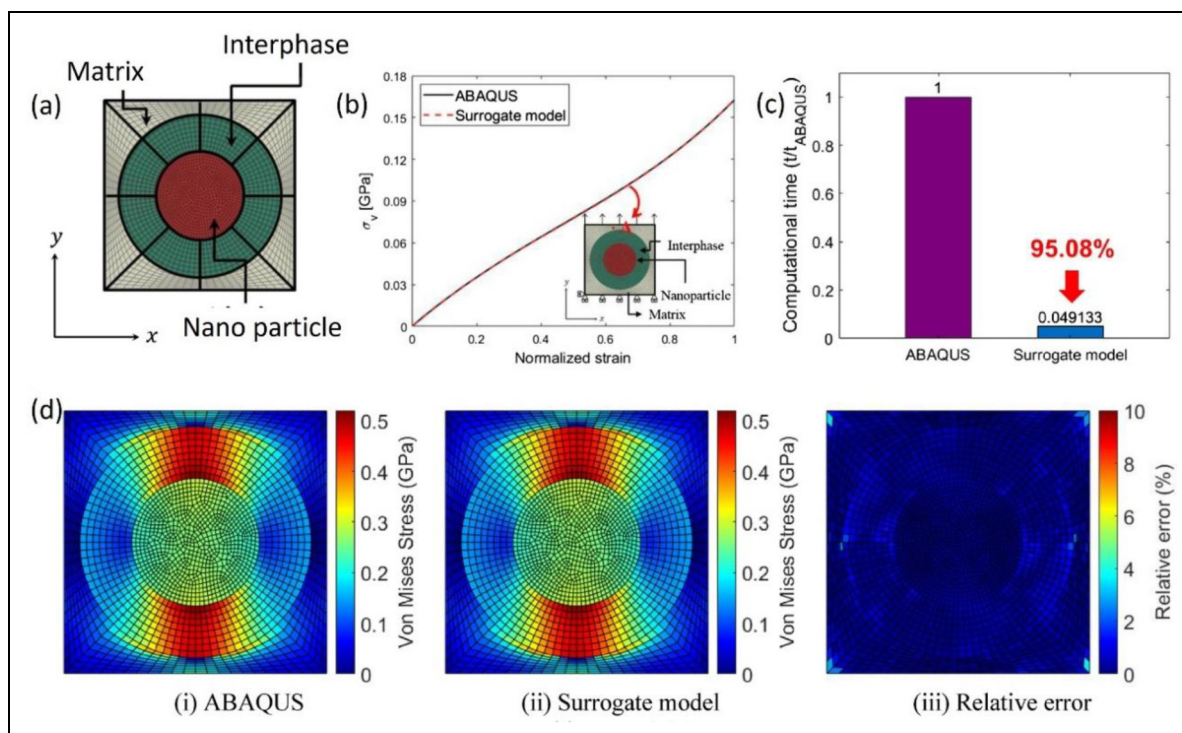 (a)
Matrix
Interphase
Nano particle
y
x
(b)
ABAQUS
Surrogate model
0.18
0.15
0.12
0.09
0.06
0.03
0
σv [GPa]
0
0.2
0.4
0.6
0.8
1
Normalized strain
Interphase
Nanoparticle
Matrix
y
x
(c)
Computational time (t/tABAQUS)
1
0.8
0.6
0.4
0.2
0
1
95.08%
0.049133
ABAQUS
Surrogate model
(d)
0.5
0.4
0.3
0.2
0.1
0
Von Mises Stress (GPa)
(i) ABAQUS
0.5
0.4
0.3
0.2
0.1
0
Von Mises Stress (GPa)
(ii) Surrogate model
10
8
6
4
2
0
Relative error (%)
(iii) Relative error